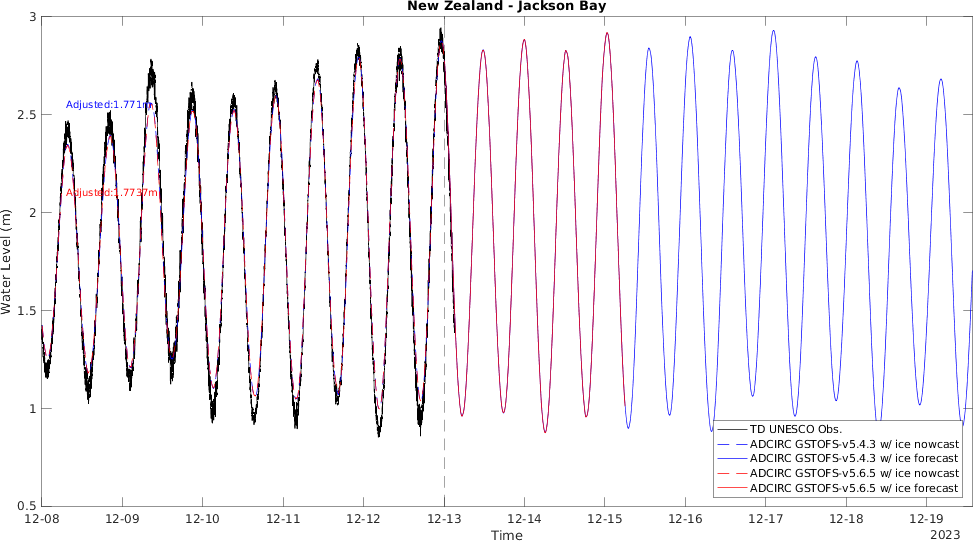 New Zealand - Jackson Bay
3
2.5
2
1.5
1
0.5
Water Level (m)
Adjusted:1.771m
Adjusted:1.7737m
TD UNESCO Obs.
ADCIRC GSTOFS-v5.4.3 w/ ice nowcast
ADCIRC GSTOFS-v5.4.3 w/ ice forecast
ADCIRC GSTOFS-v5.6.5 w/ ice nowcast
ADCIRC GSTOFS-v5.6.5 w/ ice forecast
12-08 12-09 12-10 12-11 12-12 12-13 12-14 12-15 12-16 12-17 12-18 12-19
Time
2023